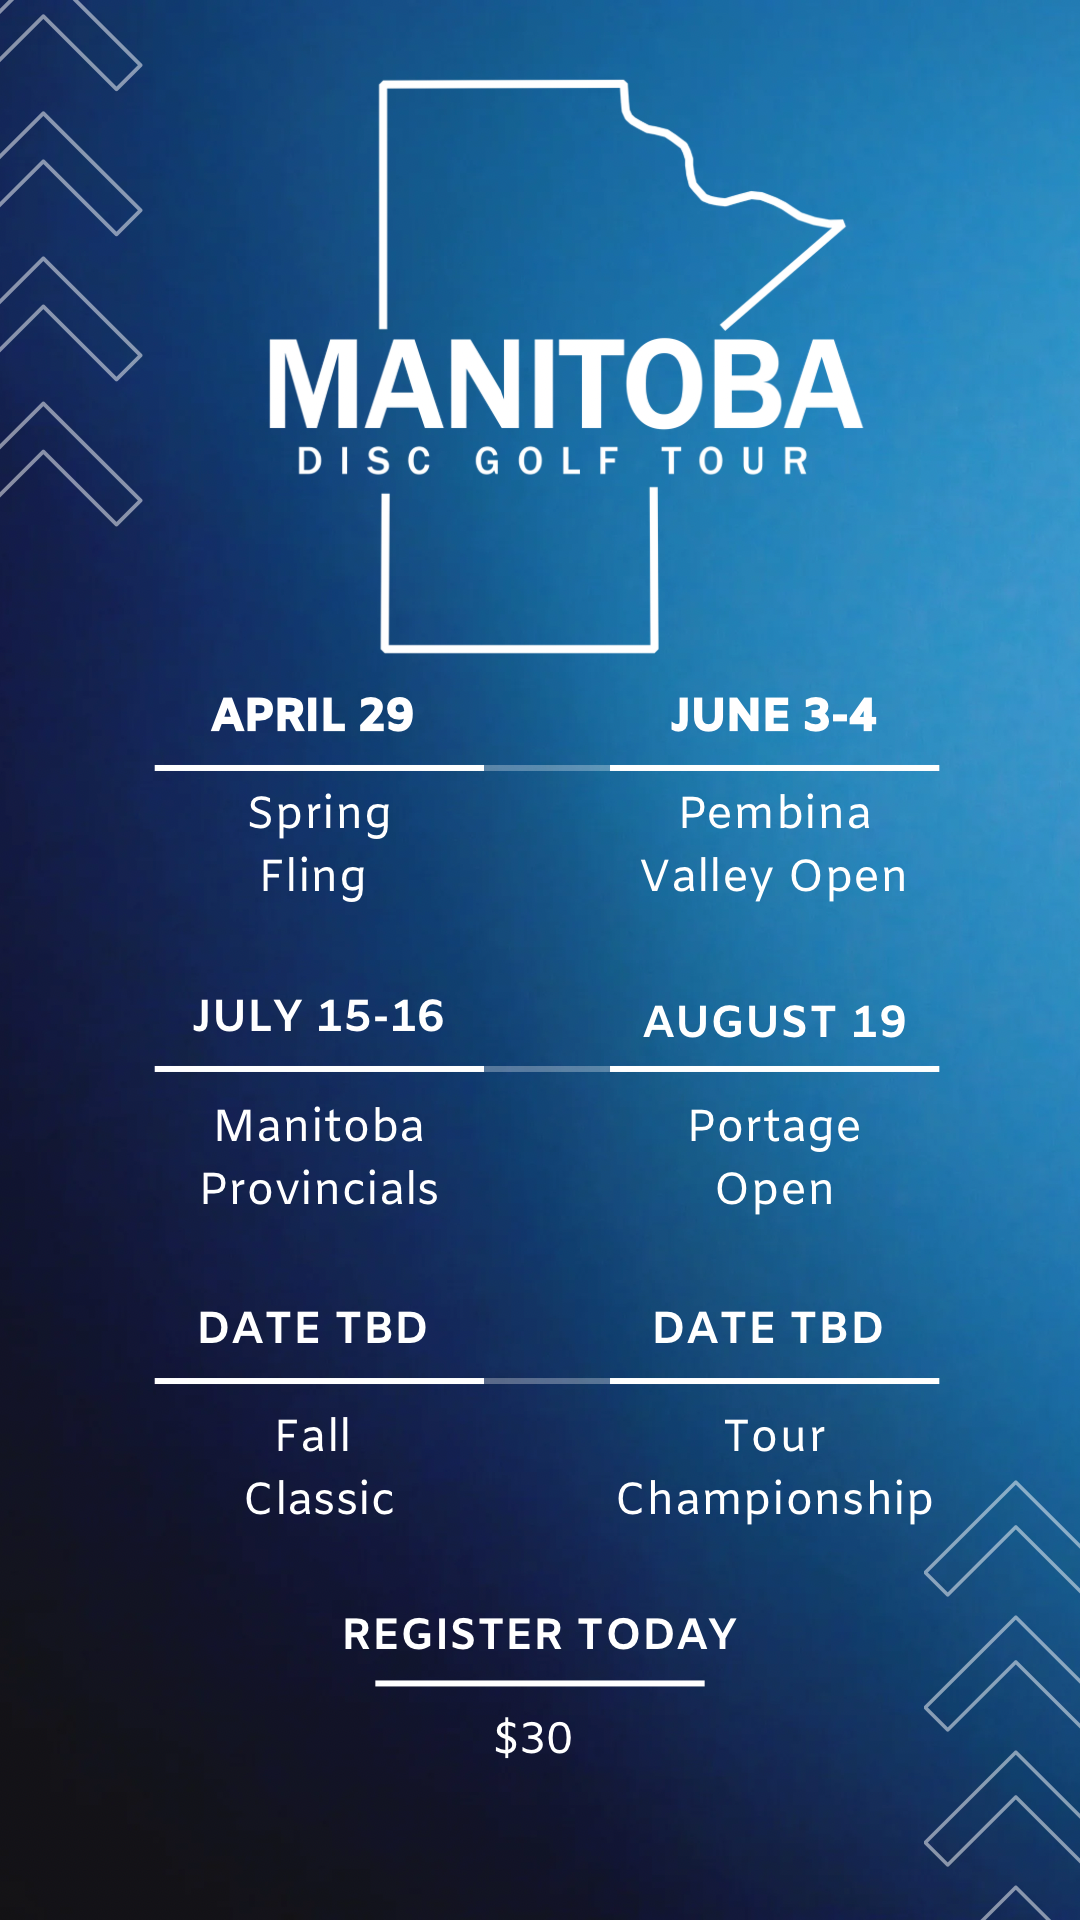 MANITOBA
DISC GOLF TOUR
APRIL 29
Spring
Fling
JUNE 3-4
Pembina
Valley Open
JULY 15-16
Manitoba
Provincials
AUGUST 19
Portage
Open
DATE TBD
Fall
Classic
DATE TBD
Tour
Championship
REGISTER TODAY
$30